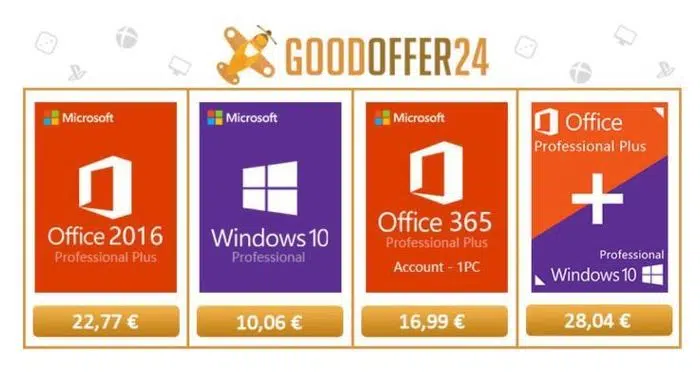 GOODOFFER24
Microsoft
Office 2016
Professional Plus
22,77 €
Microsoft
Windows 10
Professional
10,06 €
Microsoft
Office 365
Professional Plus
Account - 1PC
16,99 €
Office
Professional Plus
Professional
Windows 10
28,04 €